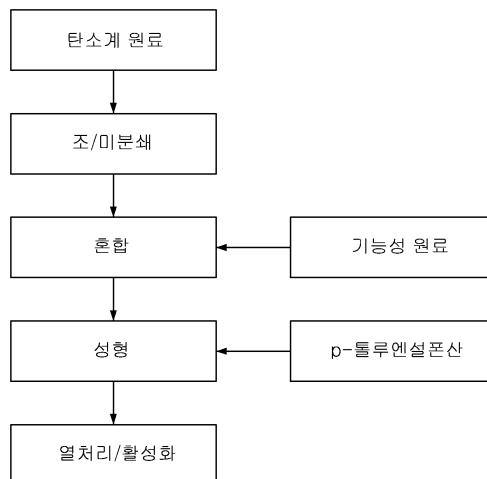 탄소계 원료
조/미분쇄
혼합
기능성 원료
성형
p-톨루엔설폰산
열처리/활성화